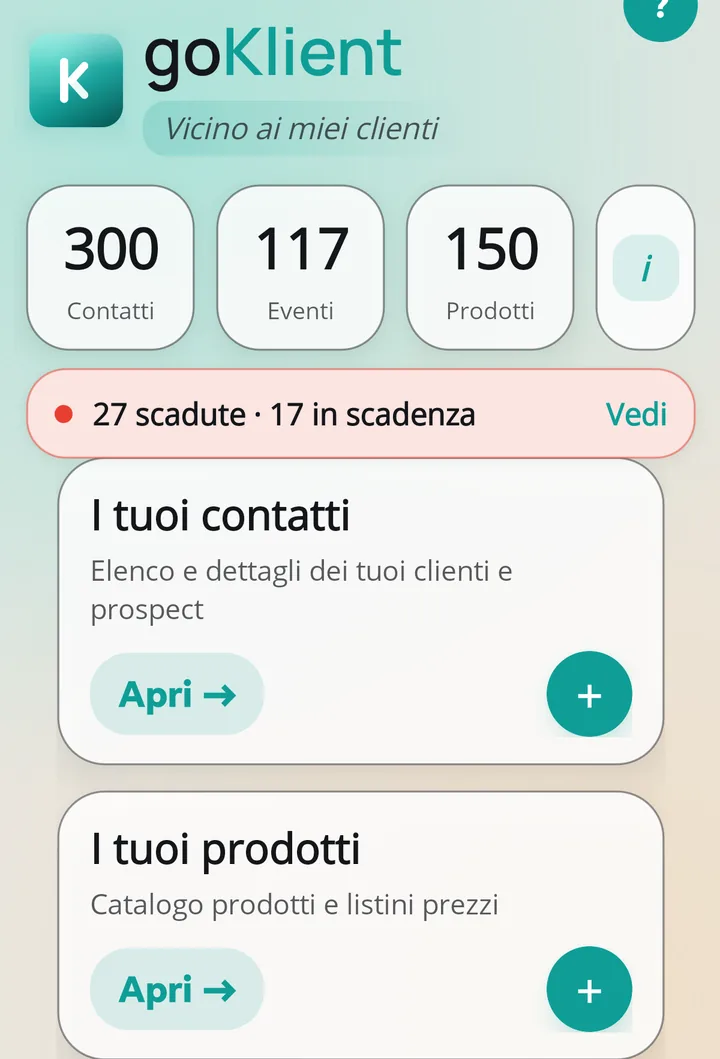 ?
K
goKlient
Vicino ai miei clienti
300
Contatti
117
Eventi
150
Prodotti
i
27 scadute · 17 in scadenza
Vedi
I tuoi contatti
Elenco e dettagli dei tuoi clienti e
prospect
Apri →
+
I tuoi prodotti
Catalogo prodotti e listini prezzi
Apri →
+